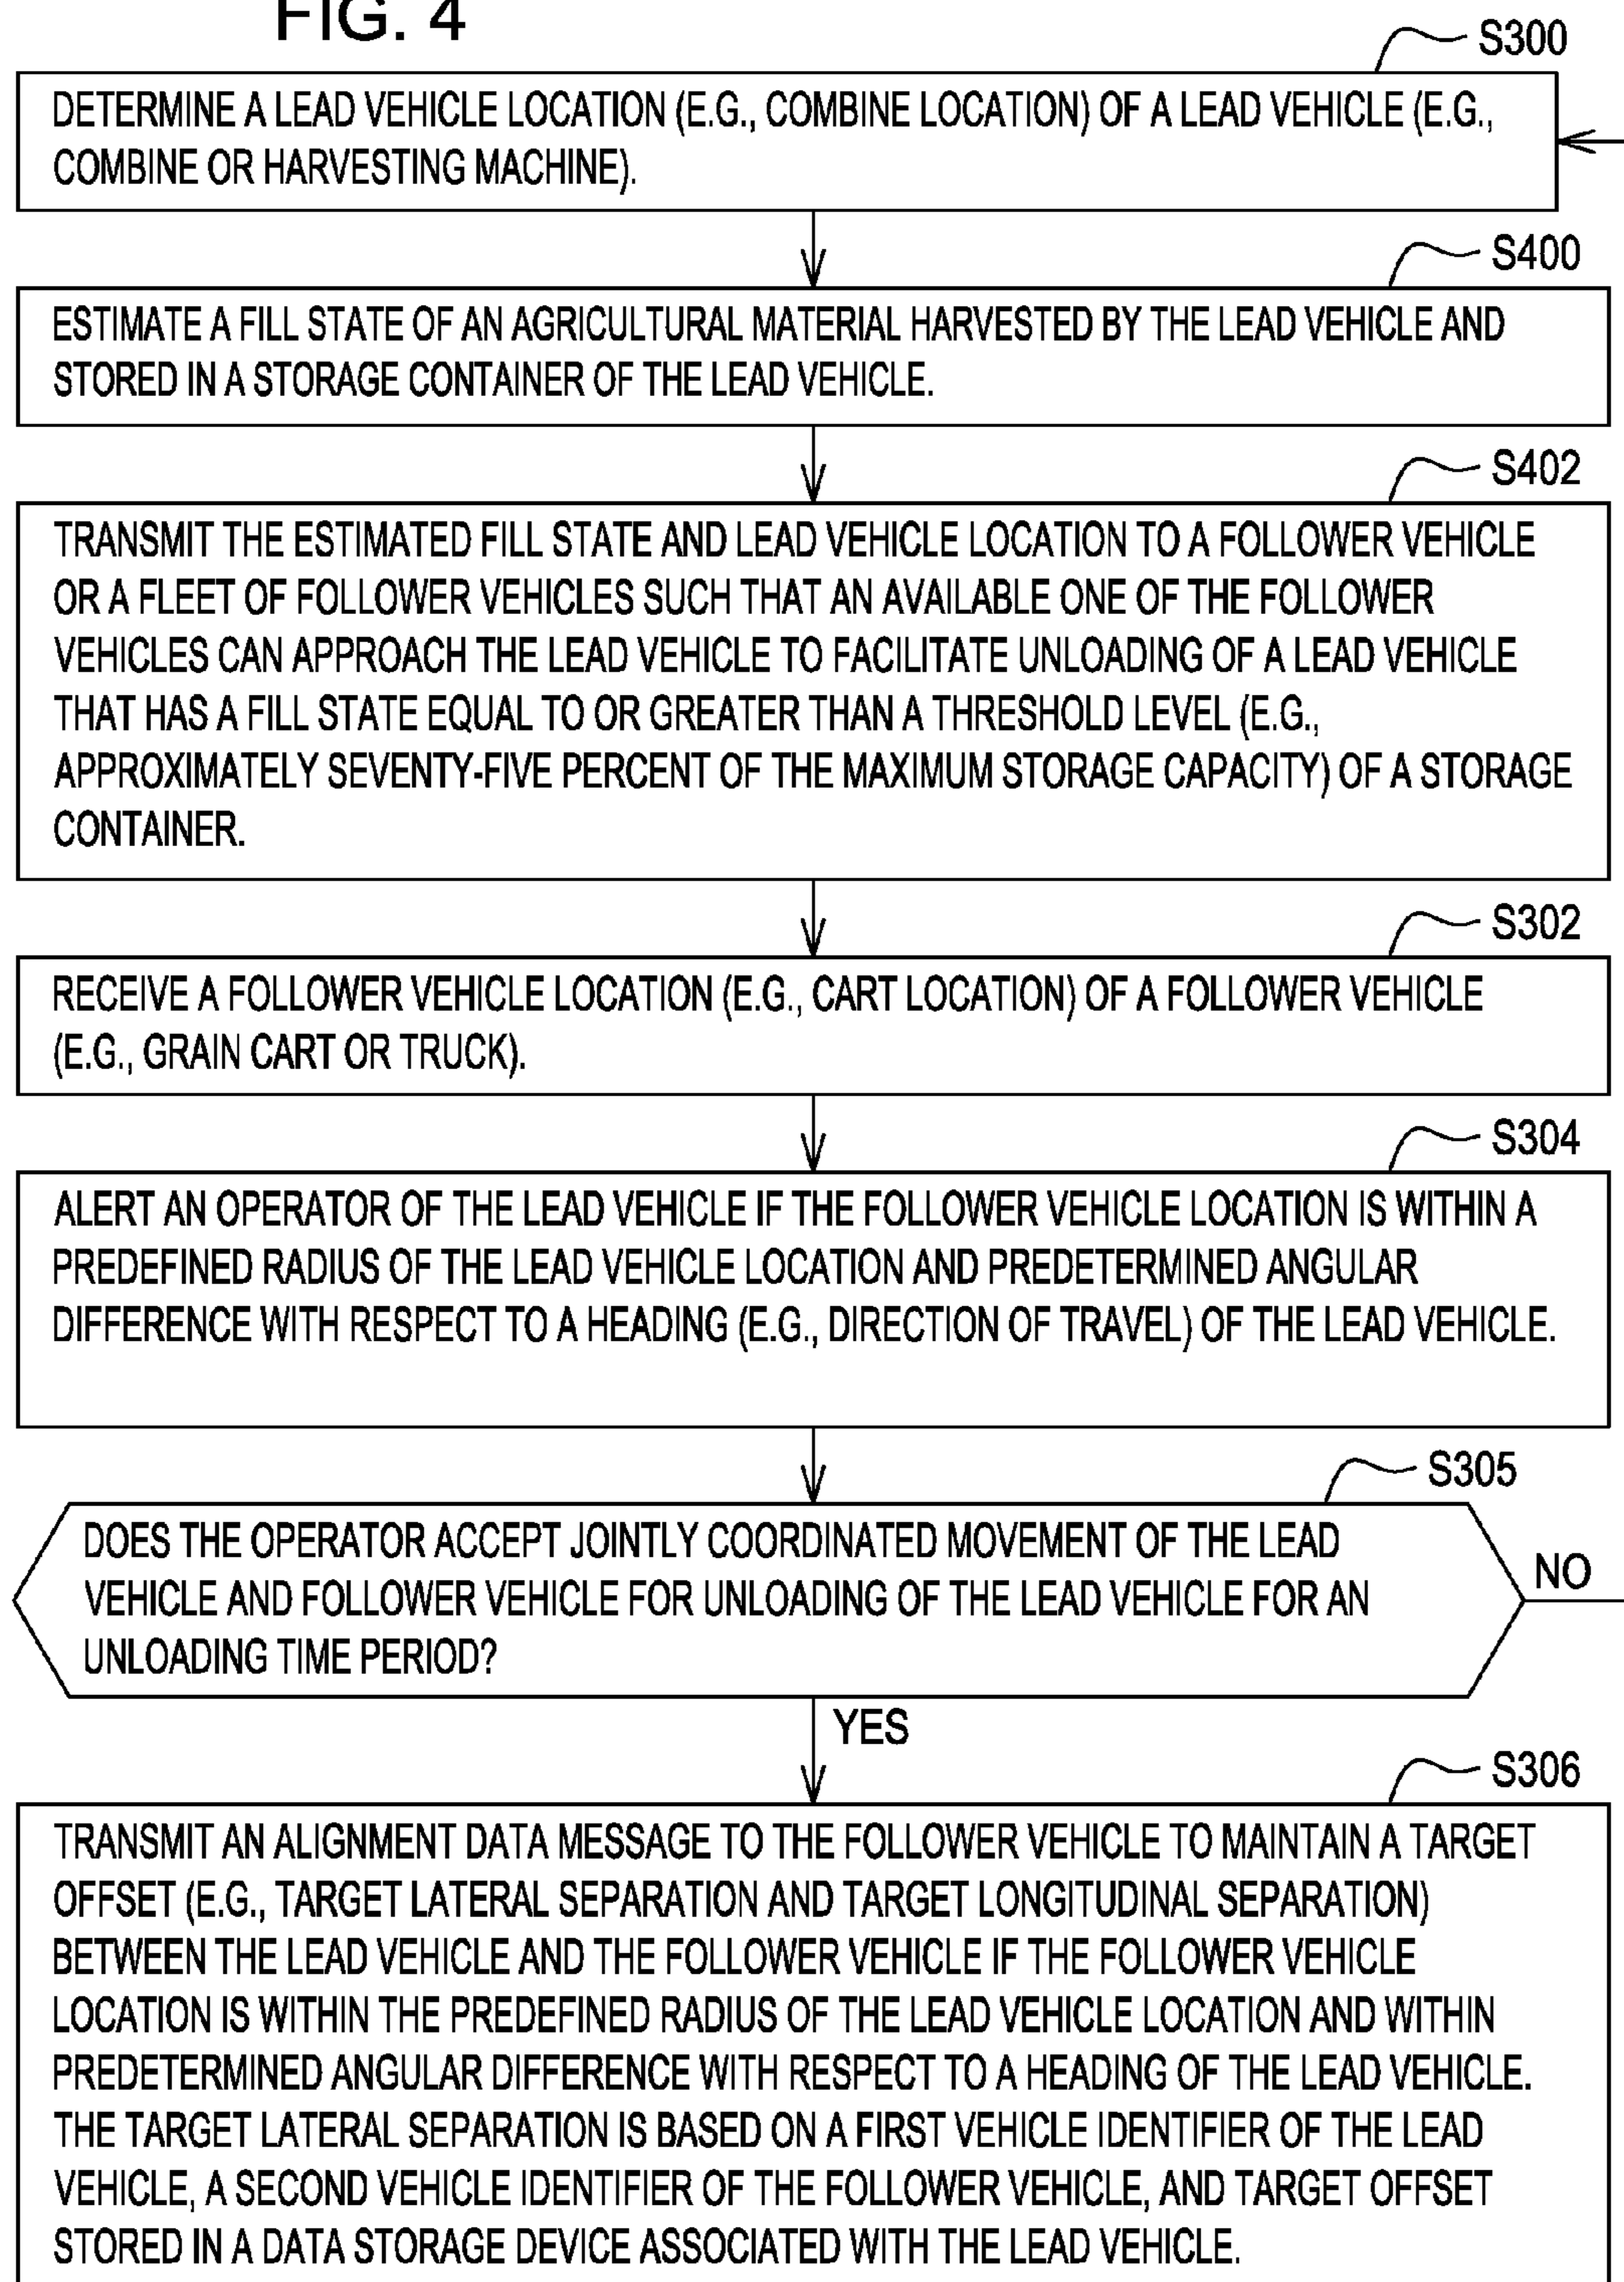 FIG. 4
S300
DETERMINE A LEAD VEHICLE LOCATION (E.G., COMBINE LOCATION) OF A LEAD VEHICLE (E.G.,
COMBINE OR HARVESTING MACHINE).
S400
ESTIMATE A FILL STATE OF AN AGRICULTURAL MATERIAL HARVESTED BY THE LEAD VEHICLE AND
STORED IN A STORAGE CONTAINER OF THE LEAD VEHICLE.
S402
TRANSMIT THE ESTIMATED FILL STATE AND LEAD VEHICLE LOCATION TO A FOLLOWER VEHICLE
OR A FLEET OF FOLLOWER VEHICLES SUCH THAT AN AVAILABLE ONE OF THE FOLLOWER
VEHICLES CAN APPROACH THE LEAD VEHICLE TO FACILITATE UNLOADING OF A LEAD VEHICLE
THAT HAS A FILL STATE EQUAL TO OR GREATER THAN A THRESHOLD LEVEL (E.G.,
APPROXIMATELY SEVENTY-FIVE PERCENT OF THE MAXIMUM STORAGE CAPACITY) OF A STORAGE
CONTAINER.
S302
RECEIVE A FOLLOWER VEHICLE LOCATION (E.G., CART LOCATION) OF A FOLLOWER VEHICLE
(E.G., GRAIN CART OR TRUCK).
S304
ALERT AN OPERATOR OF THE LEAD VEHICLE IF THE FOLLOWER VEHICLE LOCATION IS WITHIN A
PREDEFINED RADIUS OF THE LEAD VEHICLE LOCATION AND PREDETERMINED ANGULAR
DIFFERENCE WITH RESPECT TO A HEADING (E.G., DIRECTION OF TRAVEL) OF THE LEAD VEHICLE.
S305
DOES THE OPERATOR ACCEPT JOINTLY COORDINATED MOVEMENT OF THE LEAD
VEHICLE AND FOLLOWER VEHICLE FOR UNLOADING OF THE LEAD VEHICLE FOR AN
UNLOADING TIME PERIOD?
NO
YES
S306
TRANSMIT AN ALIGNMENT DATA MESSAGE TO THE FOLLOWER VEHICLE TO MAINTAIN A TARGET
OFFSET (E.G., TARGET LATERAL SEPARATION AND TARGET LONGITUDINAL SEPARATION)
BETWEEN THE LEAD VEHICLE AND THE FOLLOWER VEHICLE IF THE FOLLOWER VEHICLE
LOCATION IS WITHIN THE PREDEFINED RADIUS OF THE LEAD VEHICLE LOCATION AND WITHIN
PREDETERMINED ANGULAR DIFFERENCE WITH RESPECT TO A HEADING OF THE LEAD VEHICLE.
THE TARGET LATERAL SEPARATION IS BASED ON A FIRST VEHICLE IDENTIFIER OF THE LEAD
VEHICLE, A SECOND VEHICLE IDENTIFIER OF THE FOLLOWER VEHICLE, AND TARGET OFFSET
STORED IN A DATA STORAGE DEVICE ASSOCIATED WITH THE LEAD VEHICLE.